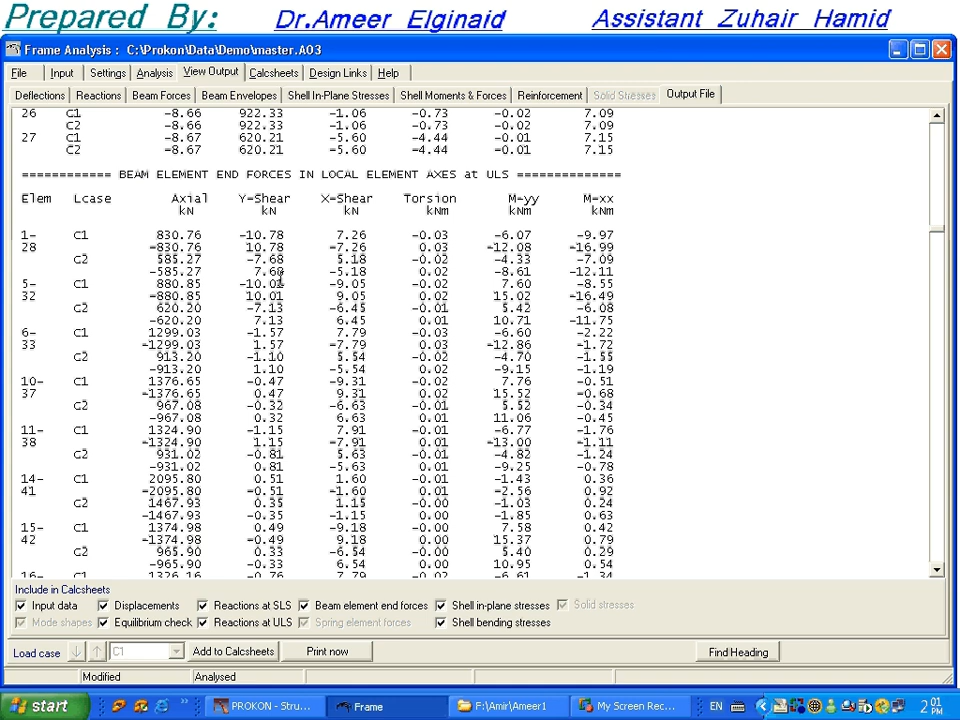 Prepared By: Dr.Ameer Elginaid Assistant Zuhair Hamid
Frame Analysis : C:\Prokon\Data\Demo\master.A03
File Input Settings Analysis View Output Calcsheets Design Links Help
Deflections Reactions Beam Forces Beam Envelopes Shell In-Plane Stresses Shell Moments & Forces Reinforcement Solid Stresses Output File
26 C1 -8.66 922.33 -1.06 -0.73 -0.02 7.09
C2 -8.66 922.33 -1.06 -0.73 -0.02 7.09
27 C1 -8.67 620.21 -5.60 -4.44 -0.01 7.15
C2 -8.67 620.21 -5.60 -4.44 -0.01 7.15
============ BEAM ELEMENT END FORCES IN LOCAL ELEMENT AXES at ULS ==============
Elem Lcase Axial Y-Shear X-Shear Torsion M-yy M-xx
kN kN kN kNm kNm kNm
1- C1 830.76 -10.78 7.26 -0.03 -6.07 -9.97
28 -830.76 10.78 -7.26 0.03 -12.08 -16.99
C2 585.27 -7.68 5.18 -0.02 -4.33 -7.09
-585.27 7.68 -5.18 0.02 -8.61 -12.11
5- C1 880.85 -10.01 -9.05 -0.02 7.60 -8.55
32 -880.85 10.01 9.05 0.02 15.02 -16.49
C2 620.20 -7.13 -6.45 -0.01 5.42 -6.08
-620.20 7.13 6.45 0.01 10.71 -11.75
6- C1 1299.03 -1.57 7.79 -0.03 -6.60 -2.22
33 -1299.03 1.57 -7.79 0.03 -12.86 -1.72
C2 913.20 -1.10 5.54 -0.02 -4.70 -1.55
-913.20 1.10 -5.54 0.02 -9.15 -1.19
10- C1 1376.65 -0.47 -9.31 -0.02 7.76 -0.51
37 -1376.65 0.47 9.31 0.02 15.52 -0.68
C2 967.08 -0.32 -6.63 -0.01 5.52 -0.34
-967.08 0.32 6.63 0.01 11.06 -0.45
11- C1 1324.90 -1.15 7.91 -0.01 -6.77 -1.76
38 -1324.90 1.15 -7.91 0.01 -13.00 -1.11
C2 931.02 -0.81 5.63 -0.01 -4.82 -1.24
-931.02 0.81 -5.63 0.01 -9.25 -0.78
14- C1 2095.80 0.51 1.60 -0.01 -1.43 0.36
41 -2095.80 -0.51 -1.60 0.01 -2.56 0.92
C2 1467.93 0.35 1.15 -0.00 -1.03 0.24
-1467.93 -0.35 -1.15 0.00 -1.85 0.63
15- C1 1374.98 0.49 -9.18 -0.00 7.58 0.42
42 -1374.98 -0.49 9.18 0.00 15.37 0.79
C2 965.90 0.33 -6.54 -0.00 5.40 0.29
-965.90 -0.33 6.54 0.00 10.95 0.54
16- C1 1326.16 -0.76 7.79 -0.00 -6.61 -1.34
Include in Calcsheets
Input data Displacements Reactions at SLS Beam element end forces Shell in-plane stresses Solid stresses
Mode shapes Equilibrium check Reactions at ULS Spring element forces Shell bending stresses
Load case C1 Add to Calcsheets Print now Find Heading
Modified Analysed
start PROKON - Stru... Frame F:\Amir\Ameer1 My Screen Rec... EN 2:01 PM